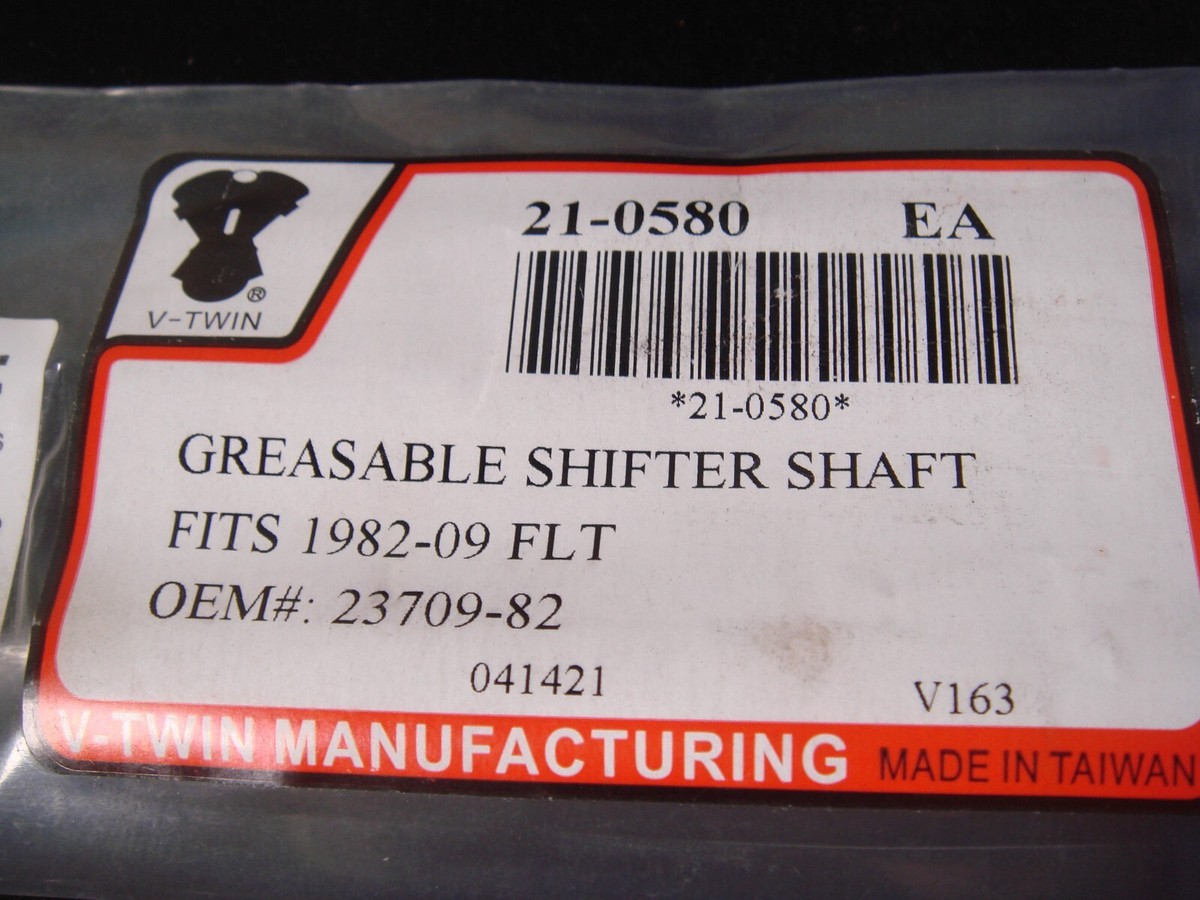 21-0580 EA
®
V-TWIN
*21-0580*
GREASABLE SHIFTER SHAFT
FITS 1982-09 FLT
OEM#: 23709-82
041421 V163
V-TWIN MANUFACTURING MADE IN TAIWAN